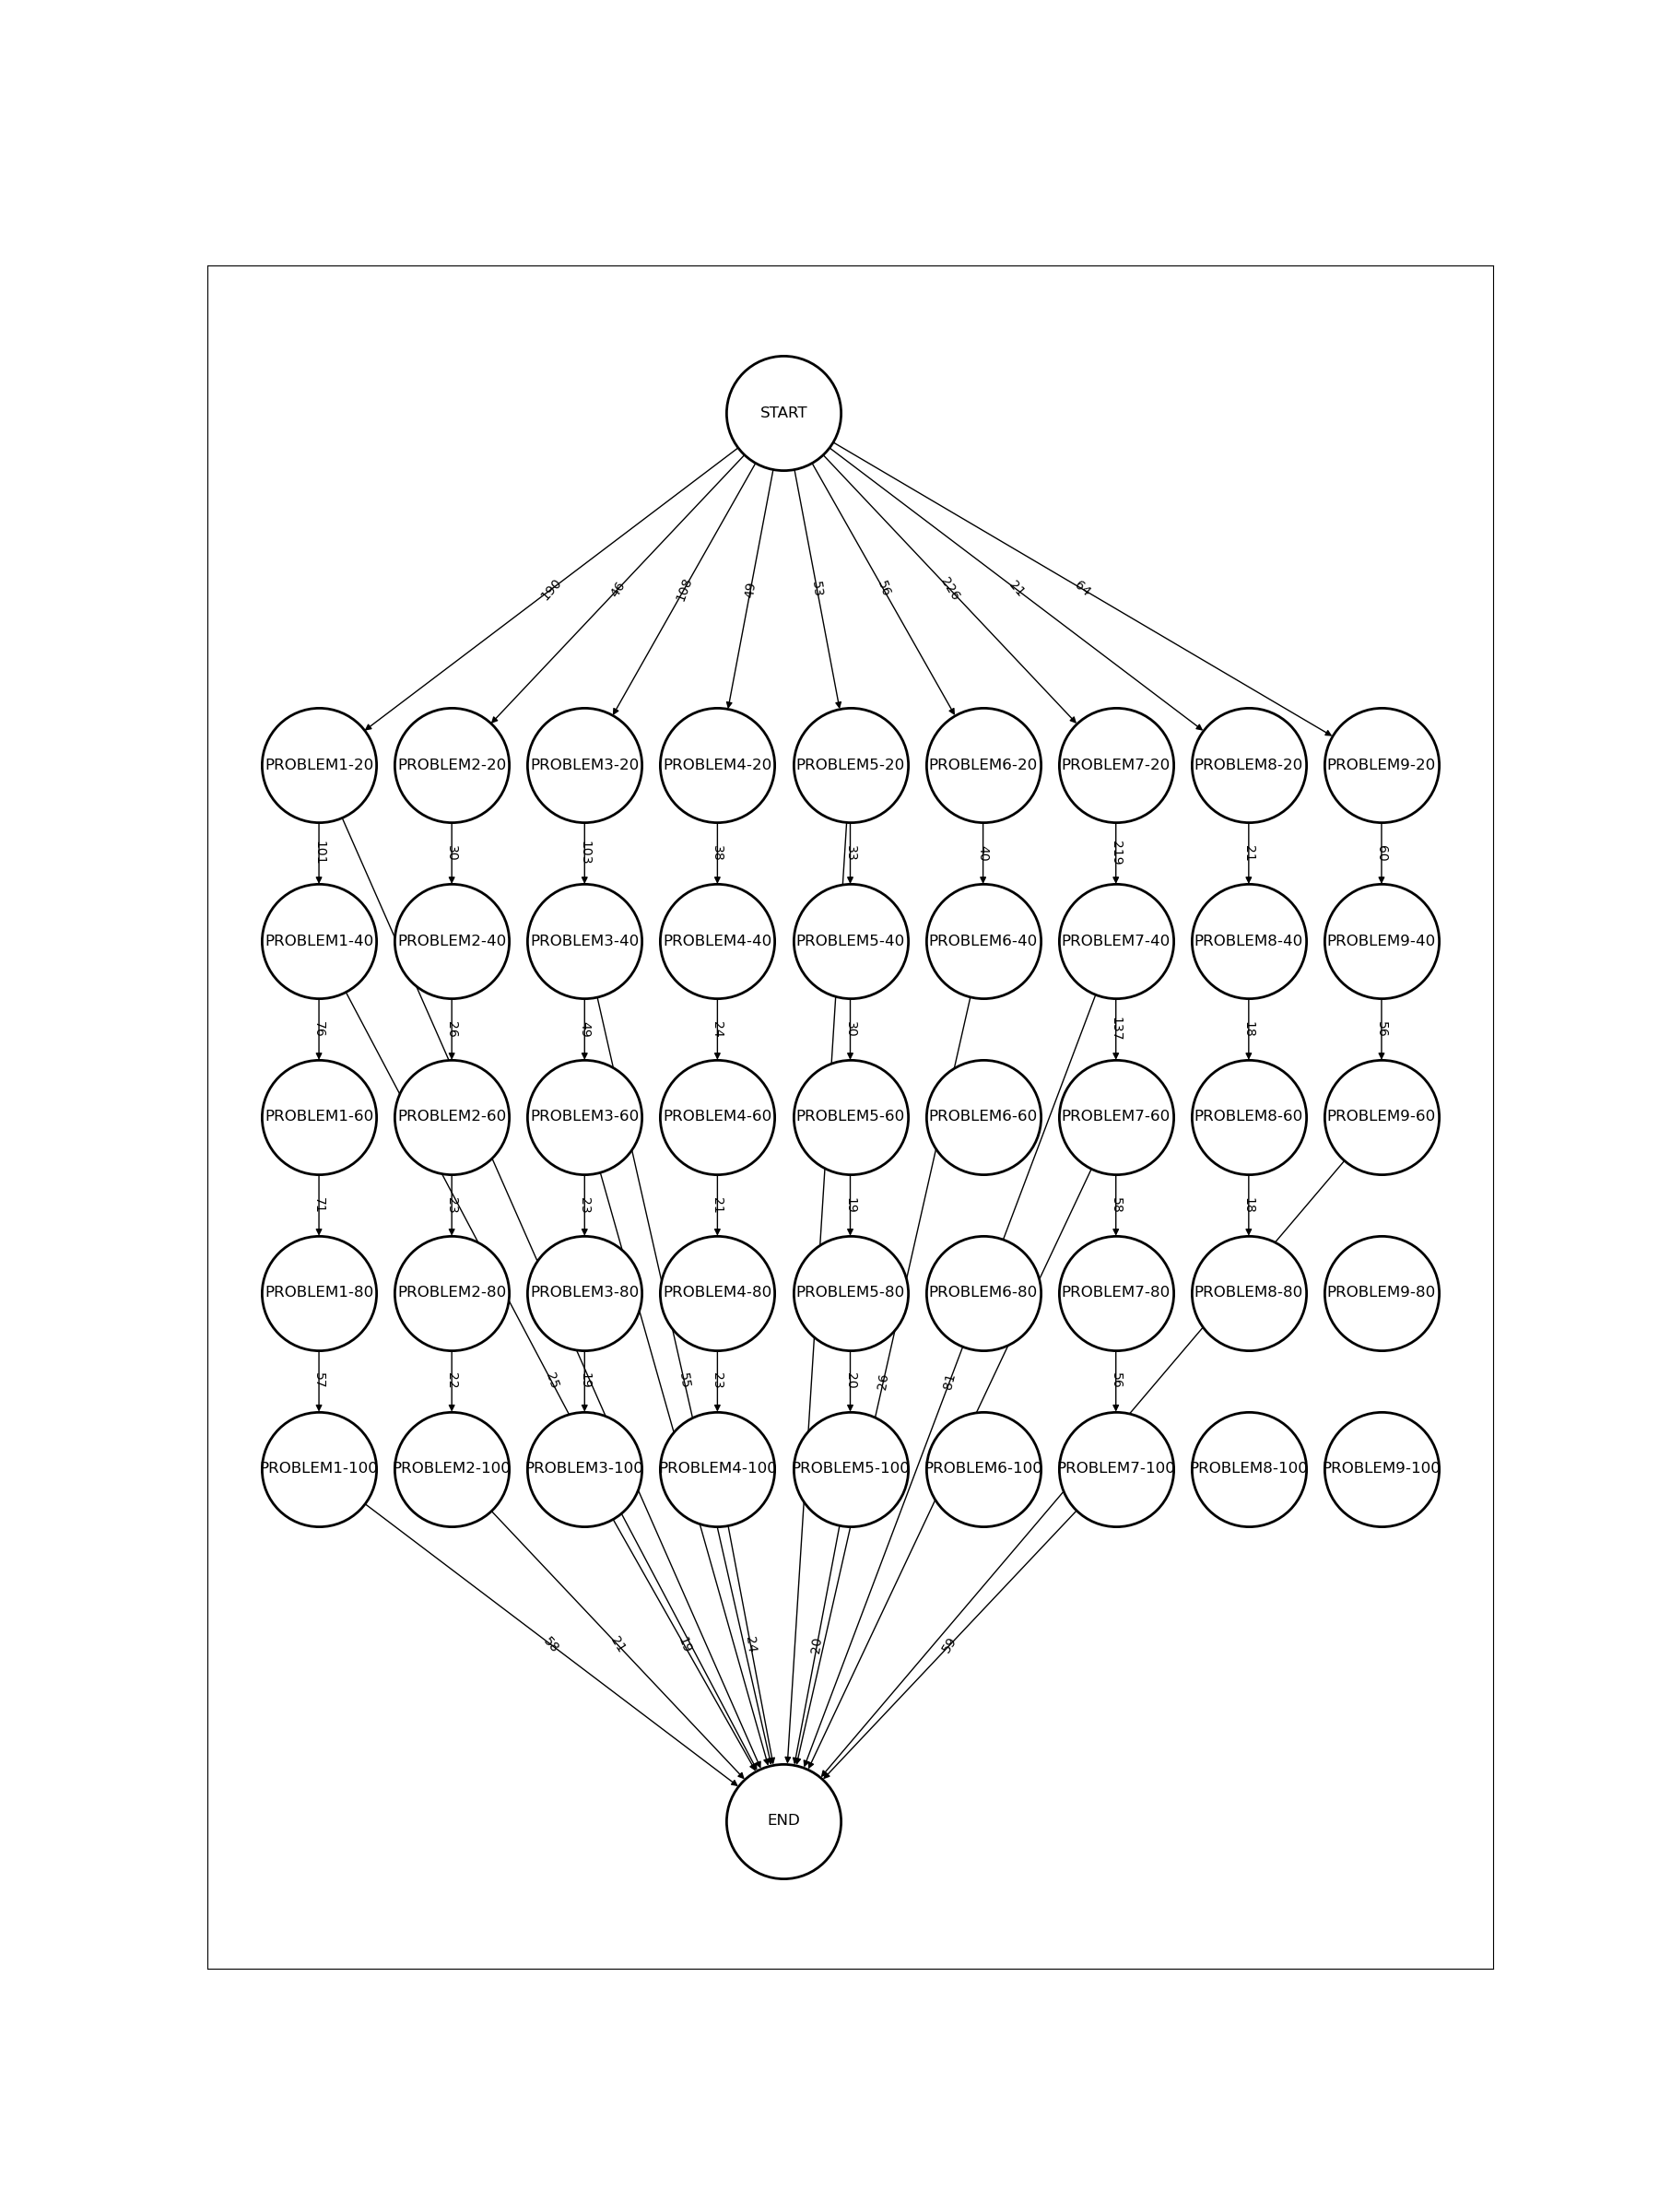 START
190 46 108 49 53 56 226 21 64
PROBLEM1-20 PROBLEM2-20 PROBLEM3-20 PROBLEM4-20 PROBLEM5-20 PROBLEM6-20 PROBLEM7-20 PROBLEM8-20 PROBLEM9-20
101 30 103 38 33 40 219 21 60
PROBLEM1-40 PROBLEM2-40 PROBLEM3-40 PROBLEM4-40 PROBLEM5-40 PROBLEM6-40 PROBLEM7-40 PROBLEM8-40 PROBLEM9-40
76 26 49 24 30 137 18 56
PROBLEM1-60 PROBLEM2-60 PROBLEM3-60 PROBLEM4-60 PROBLEM5-60 PROBLEM6-60 PROBLEM7-60 PROBLEM8-60 PROBLEM9-60
71 23 23 21 19 58 18
PROBLEM1-80 PROBLEM2-80 PROBLEM3-80 PROBLEM4-80 PROBLEM5-80 PROBLEM6-80 PROBLEM7-80 PROBLEM8-80 PROBLEM9-80
57 22 25 19 55 23 20 29 81 56
PROBLEM1-100 PROBLEM2-100 PROBLEM3-100 PROBLEM4-100 PROBLEM5-100 PROBLEM6-100 PROBLEM7-100 PROBLEM8-100 PROBLEM9-100
58 21 19 24 20 59
END